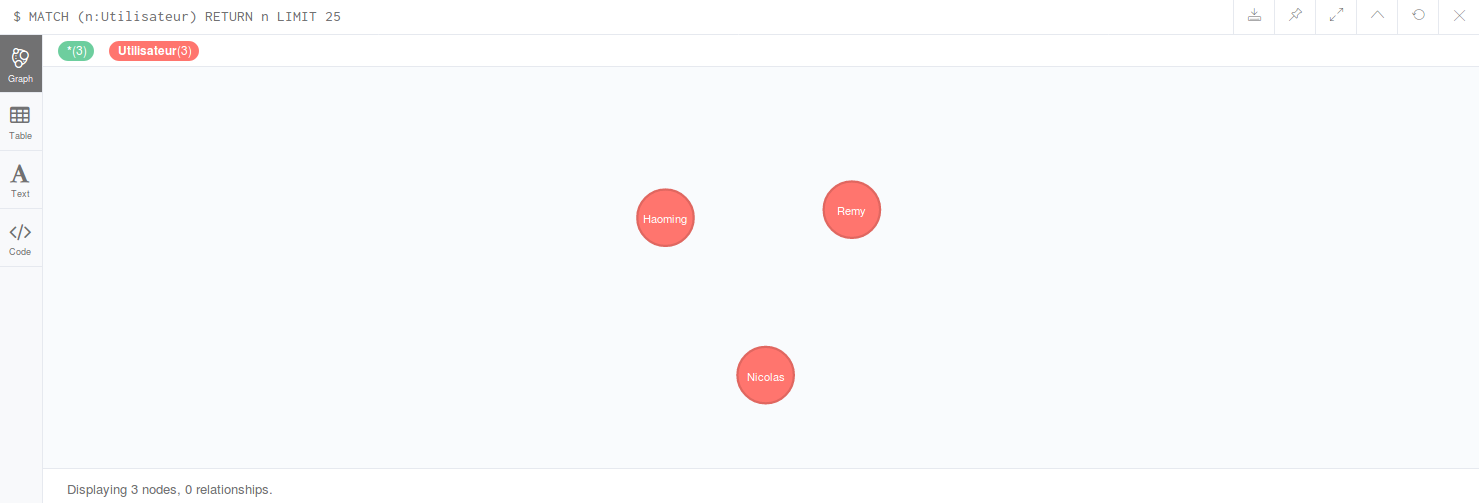 $ MATCH (n:Utilisateur) RETURN n LIMIT 25
*(3) Utilisateur(3)
Graph
Table
A
Text
</> 
Code
Haoming
Remy
Nicolas
Displaying 3 nodes, 0 relationships.